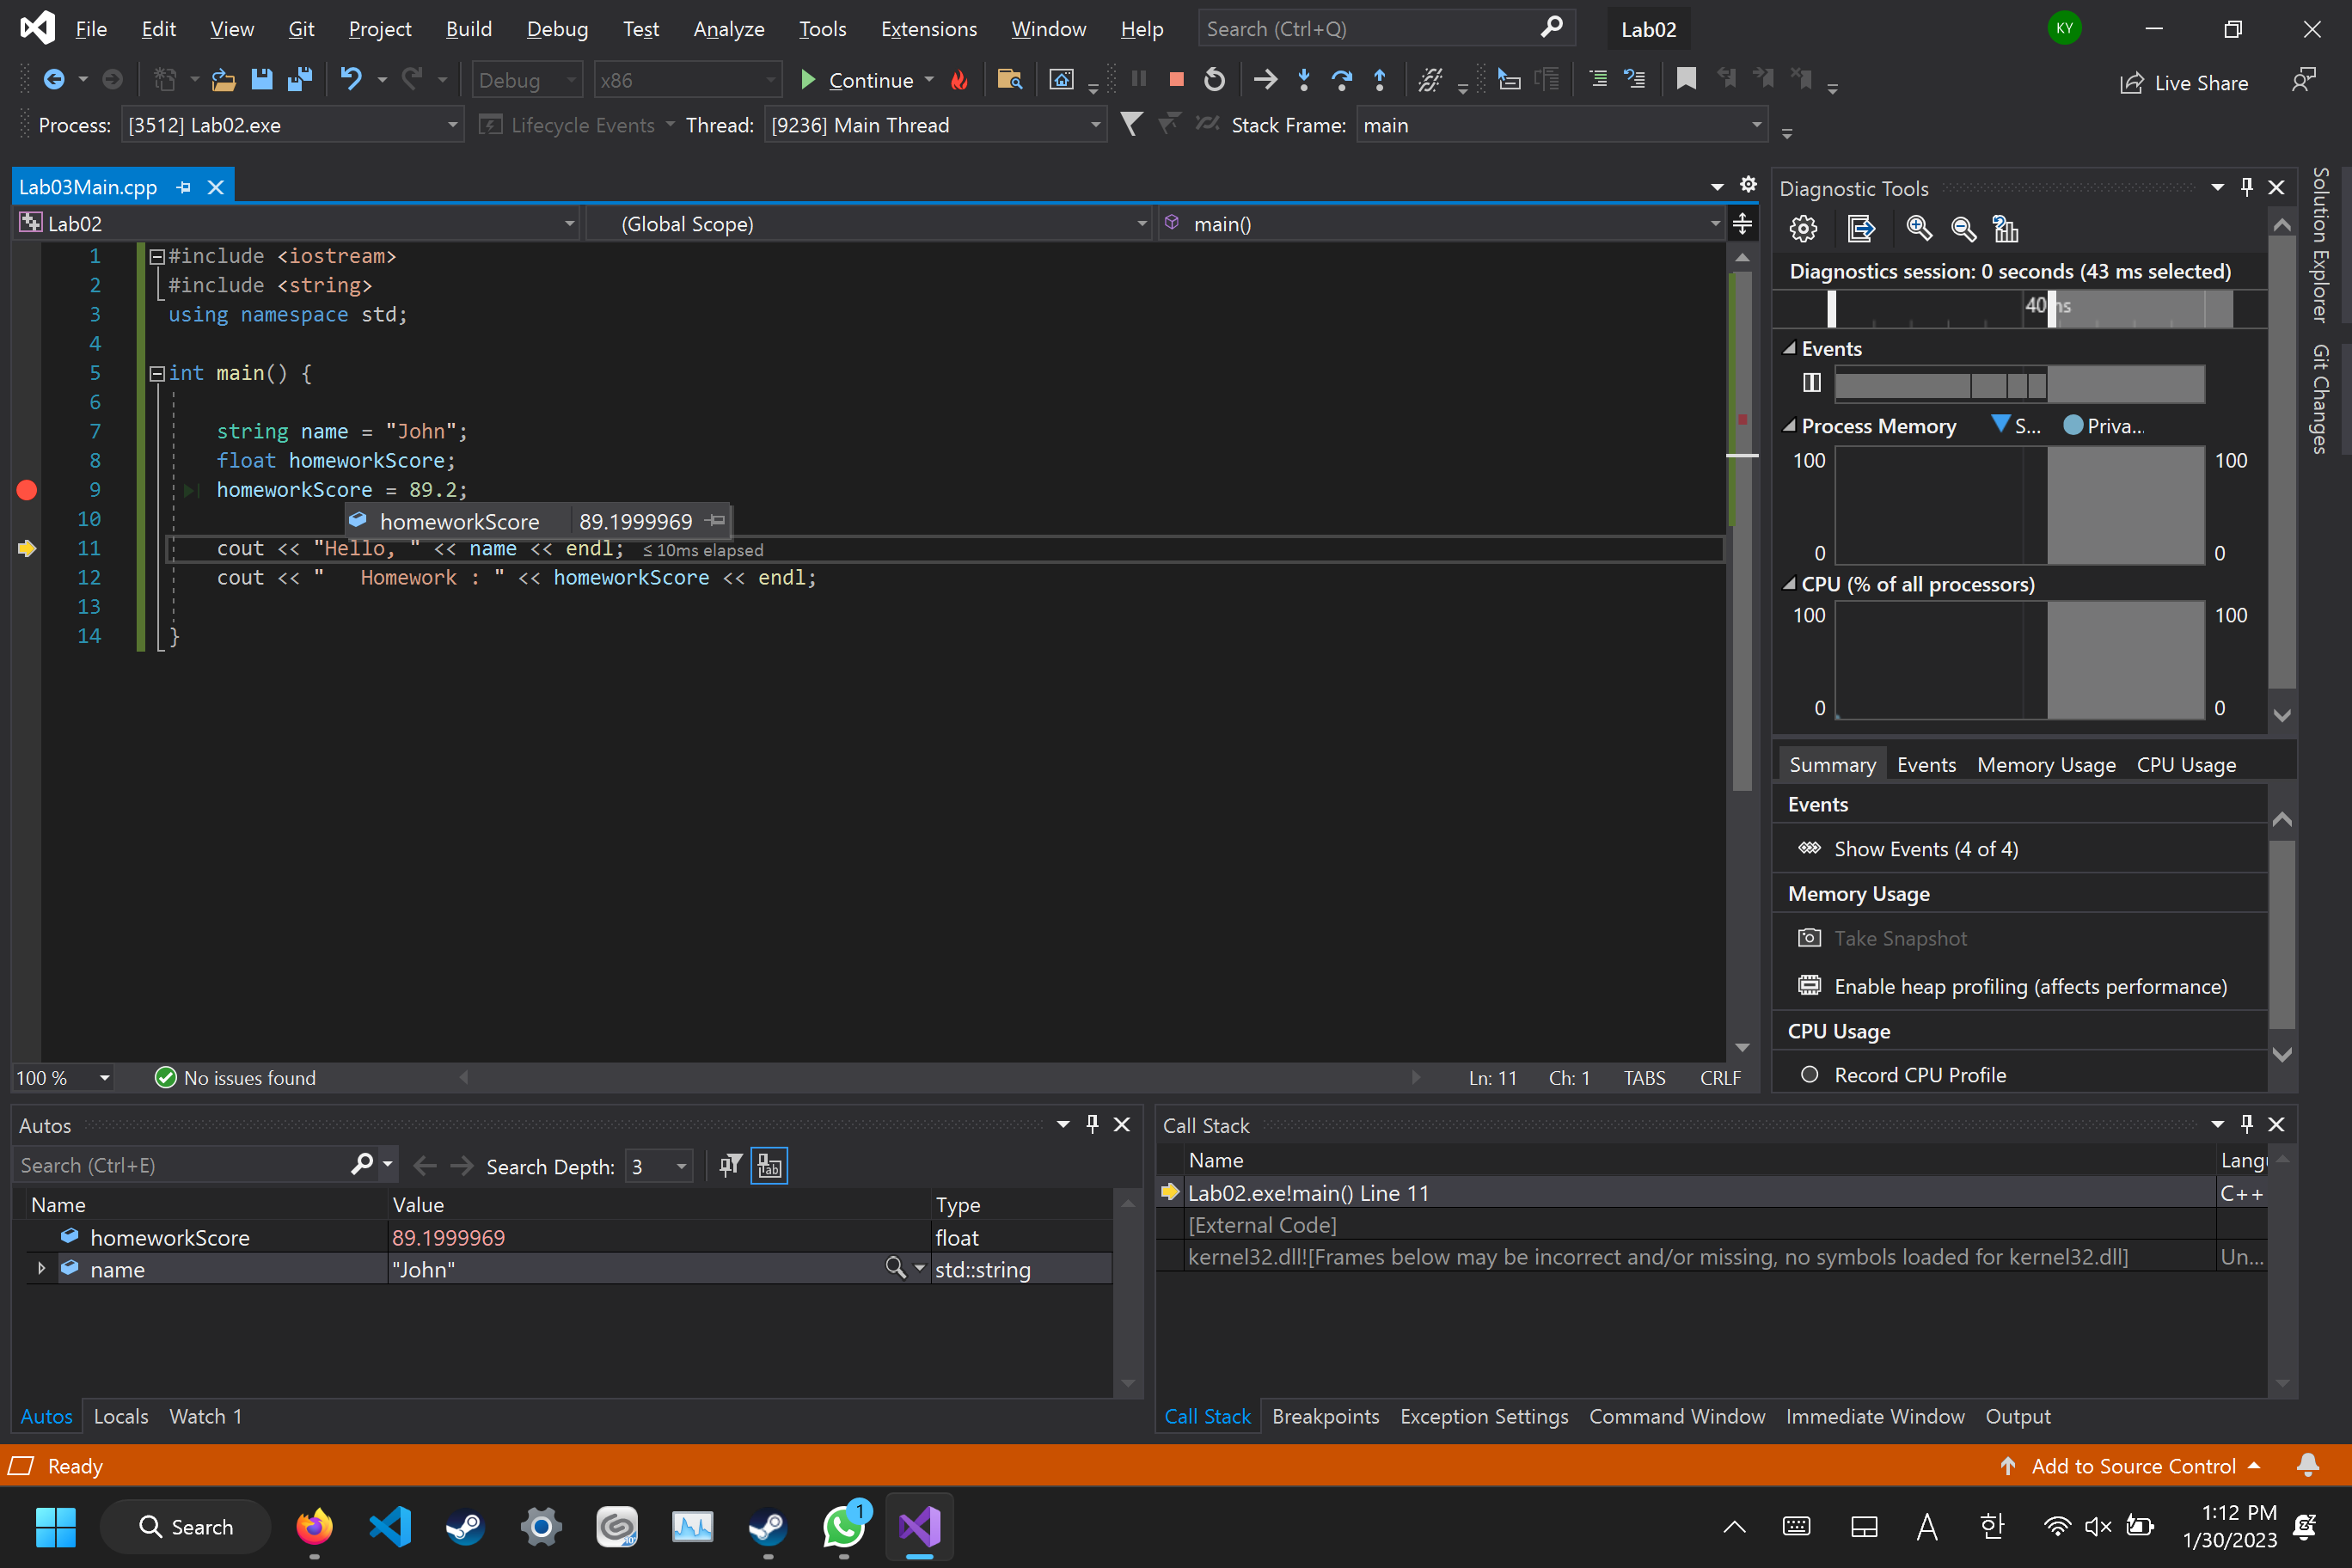 File Edit View Git Project Build Debug Test Analyze Tools Extensions Window Help Search (Ctrl+Q) Lab02 KY
Debug x86 Continue Live Share
Process: [3512] Lab02.exe Lifecycle Events Thread: [9236] Main Thread Stack Frame: main
Lab03Main.cpp
Lab02 (Global Scope) main()
1 #include <iostream>
2 #include <string>
3 using namespace std;
4
5 int main() {
6
7 string name = "John";
8 float homeworkScore;
9 homeworkScore = 89.2;
10
homeworkScore 89.1999969
11 cout << "Hello, " << name << endl; ≤ 10ms elapsed
12 cout << "   Homework : " << homeworkScore << endl;
13
14 }
100 % No issues found Ln: 11 Ch: 1 TABS CRLF
Diagnostic Tools
Diagnostics session: 0 seconds (43 ms selected)
Events
Process Memory S... Priva...
100 100
0 0
CPU (% of all processors)
100 100
0 0
Summary Events Memory Usage CPU Usage
Events
Show Events (4 of 4)
Memory Usage
Take Snapshot
Enable heap profiling (affects performance)
CPU Usage
Record CPU Profile
Solution Explorer
Git Changes
Autos
Search (Ctrl+E) Search Depth: 3
Name Value Type
homeworkScore 89.1999969 float
name "John" std::string
Autos Locals Watch 1
Call Stack
Name
Lab02.exe!main() Line 11 C++
[External Code]
kernel32.dll![Frames below may be incorrect and/or missing, no symbols loaded for kernel32.dll] Un...
Call Stack Breakpoints Exception Settings Command Window Immediate Window Output
Ready Add to Source Control
Search 1 A 한 1:12 PM
1/30/2023